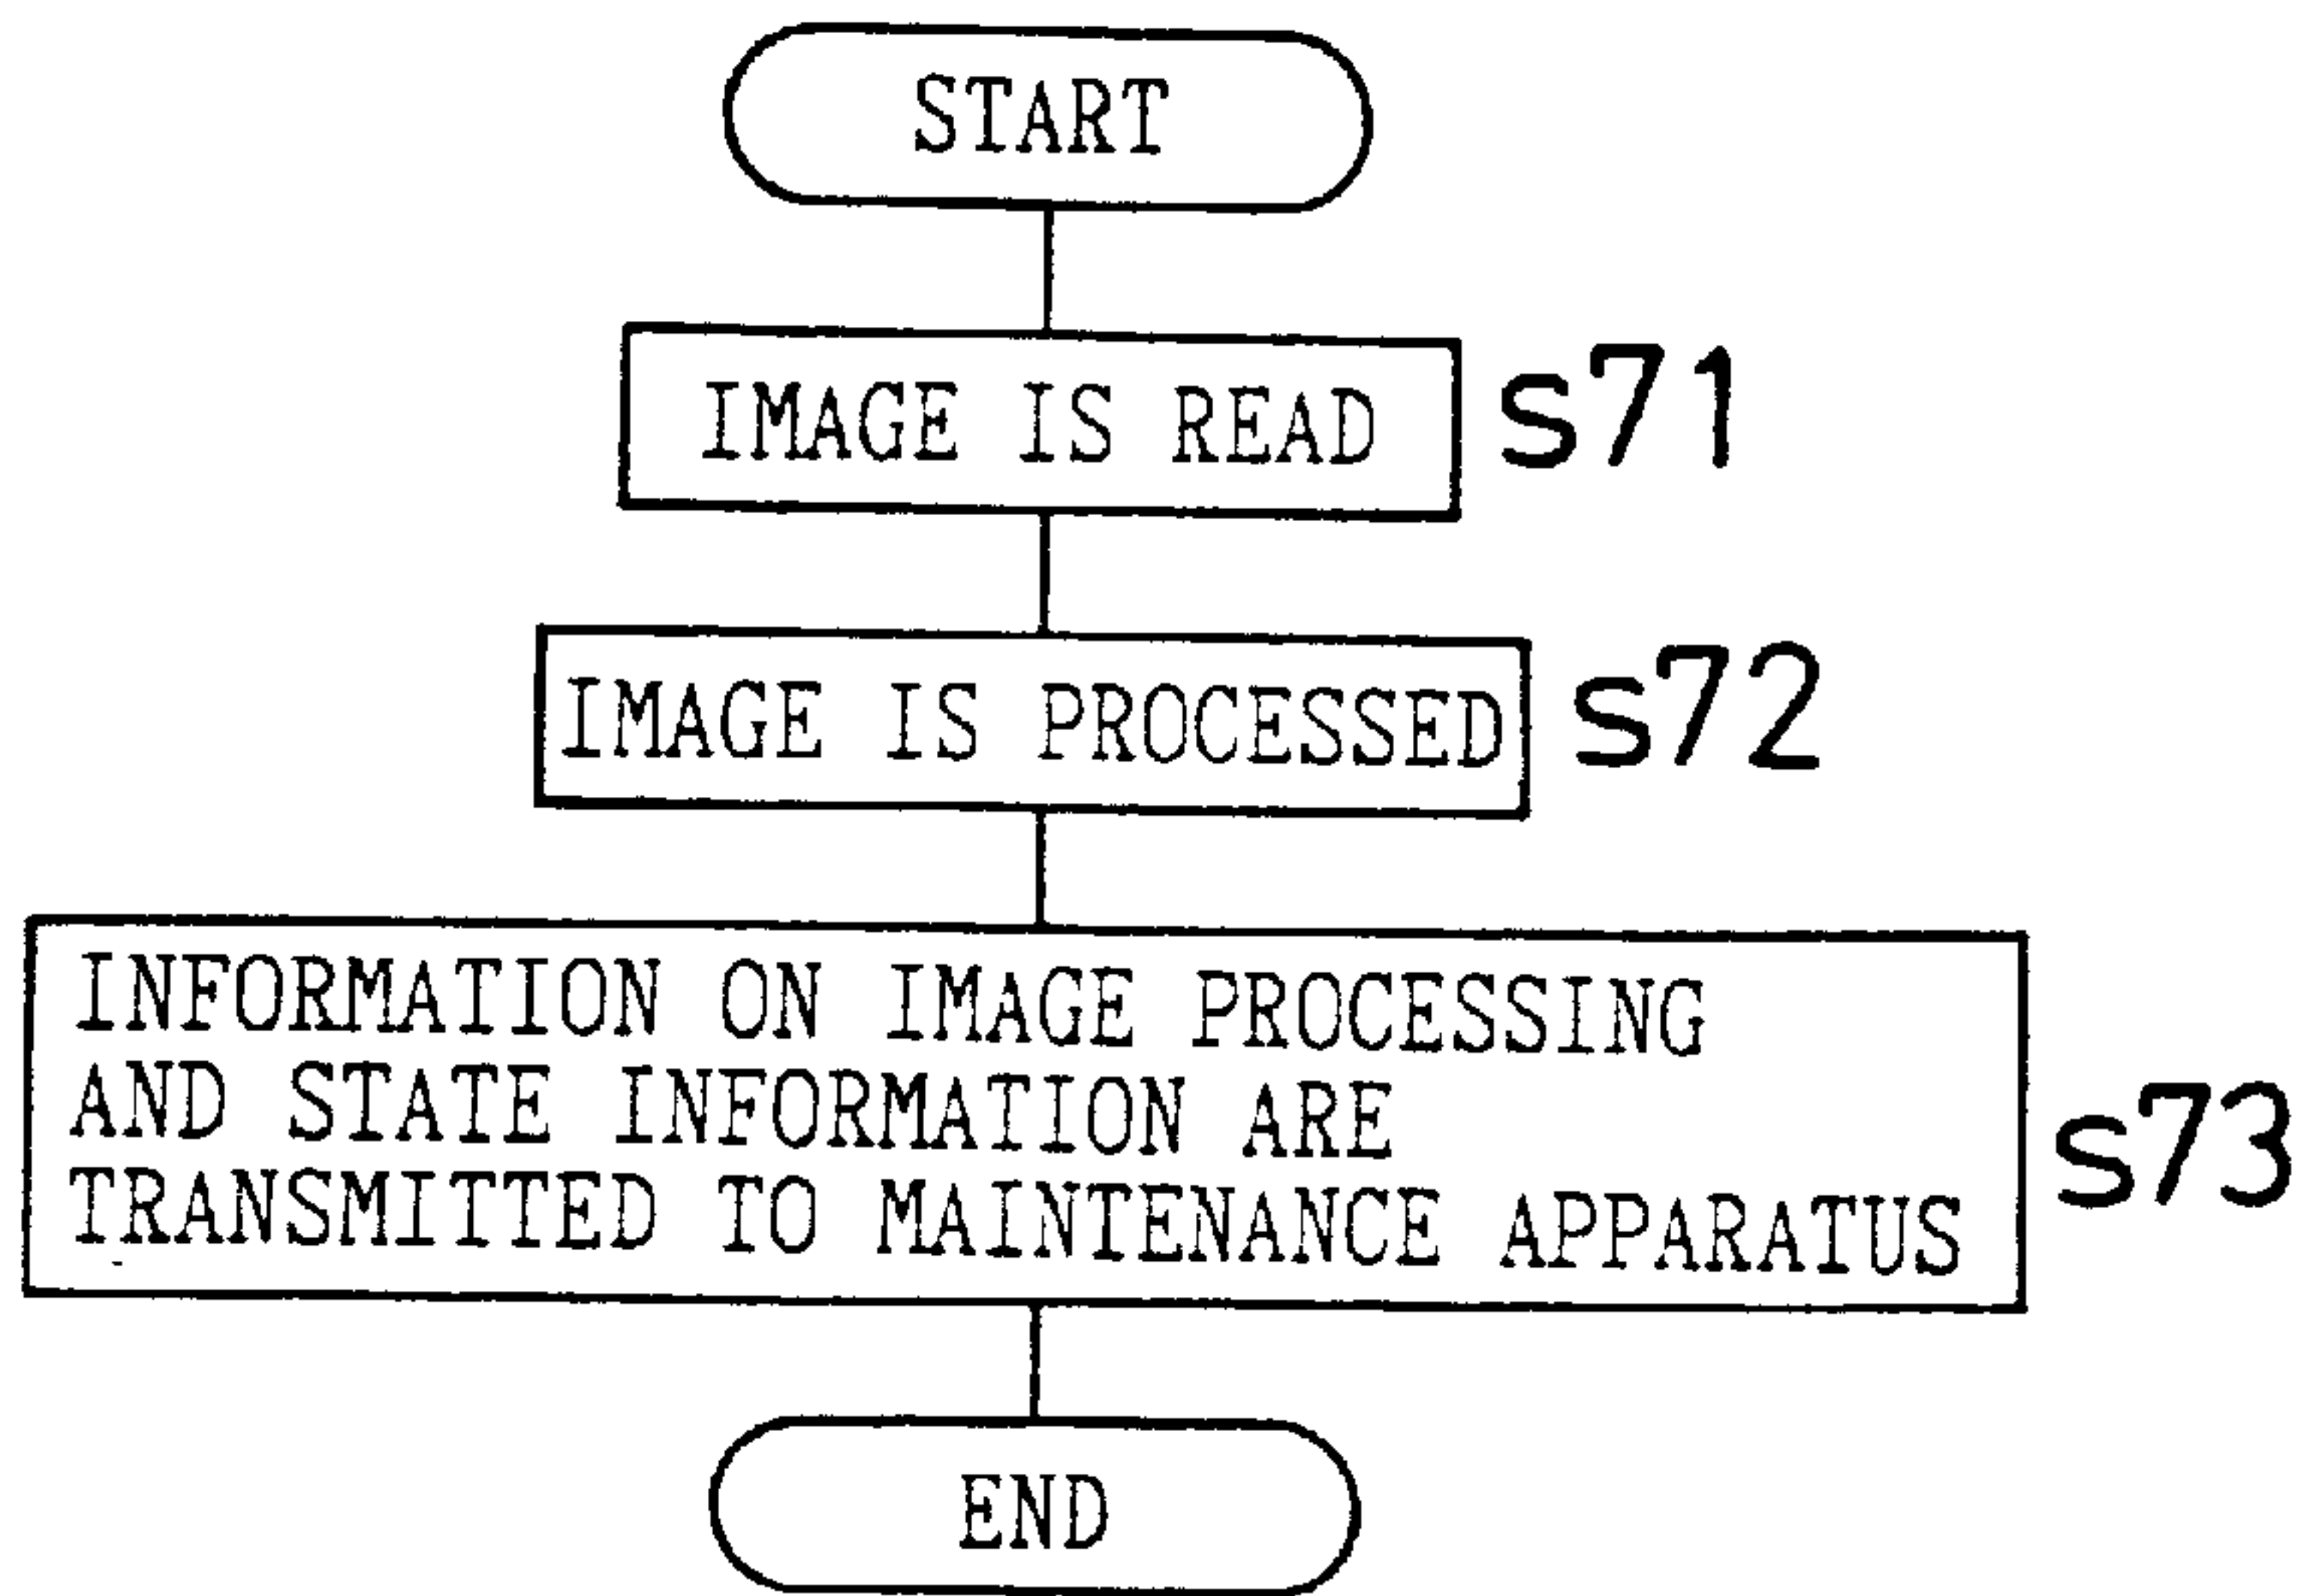 START
IMAGE IS READ
s71
IMAGE IS PROCESSED
s72
INFORMATION ON IMAGE PROCESSING
AND STATE INFORMATION ARE
TRANSMITTED TO MAINTENANCE APPARATUS
s73
END